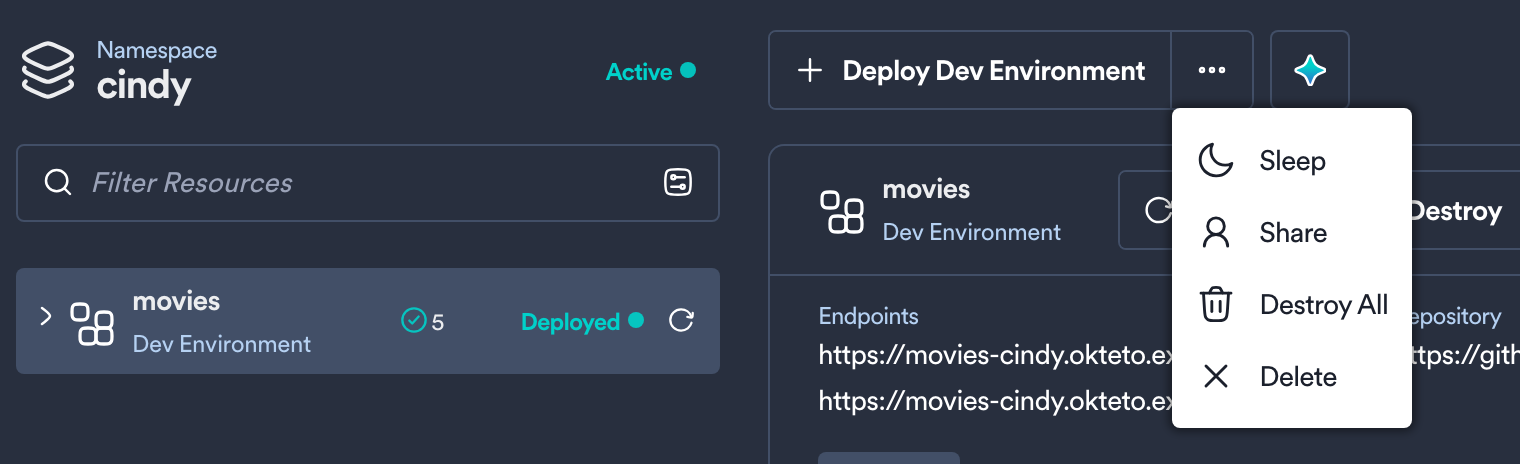 Namespace
cindy
Active
Deploy Dev Environment
Filter Resources
movies
Dev Environment
5
Deployed
movies
Dev Environment
Destroy
Endpoints
https://movies-cindy.okteto.ex
https://movies-cindy.okteto.ex
epository
ttps://gith
Sleep
Share
Destroy All
Delete